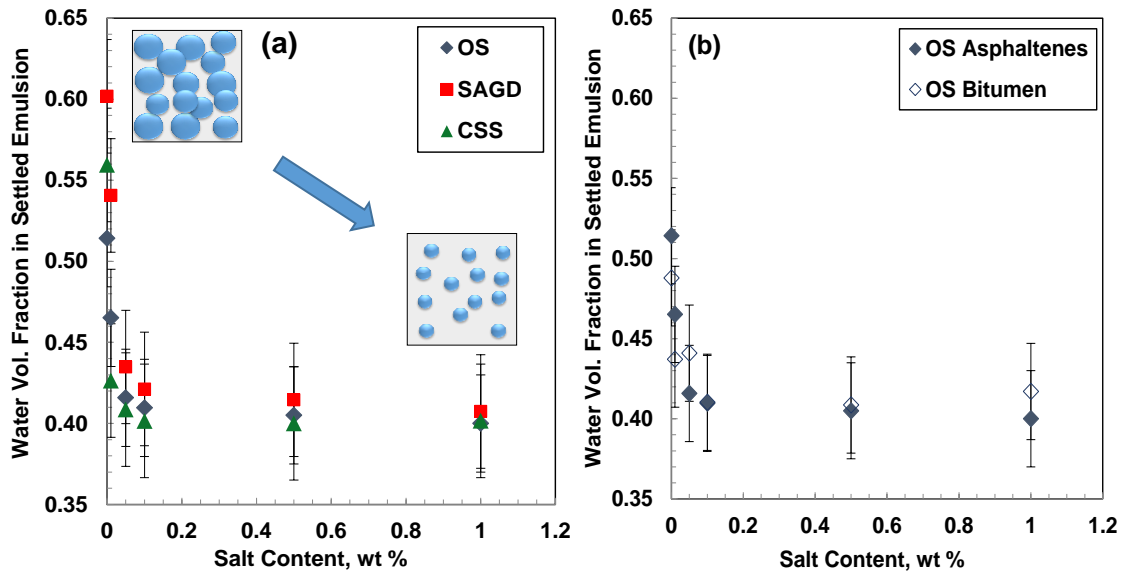 (a)
OS
SAGD
CSS
Water Vol. Fraction in Settled Emulsion
0.65
0.60
0.55
0.50
0.45
0.40
0.35
0 0.2 0.4 0.6 0.8 1 1.2
Salt Content, wt %
(b)
OS Asphaltenes
OS Bitumen
Water Vol. Fraction in Settled Emulsion
0.65
0.60
0.55
0.50
0.45
0.40
0.35
0 0.2 0.4 0.6 0.8 1 1.2
Salt Content, wt %